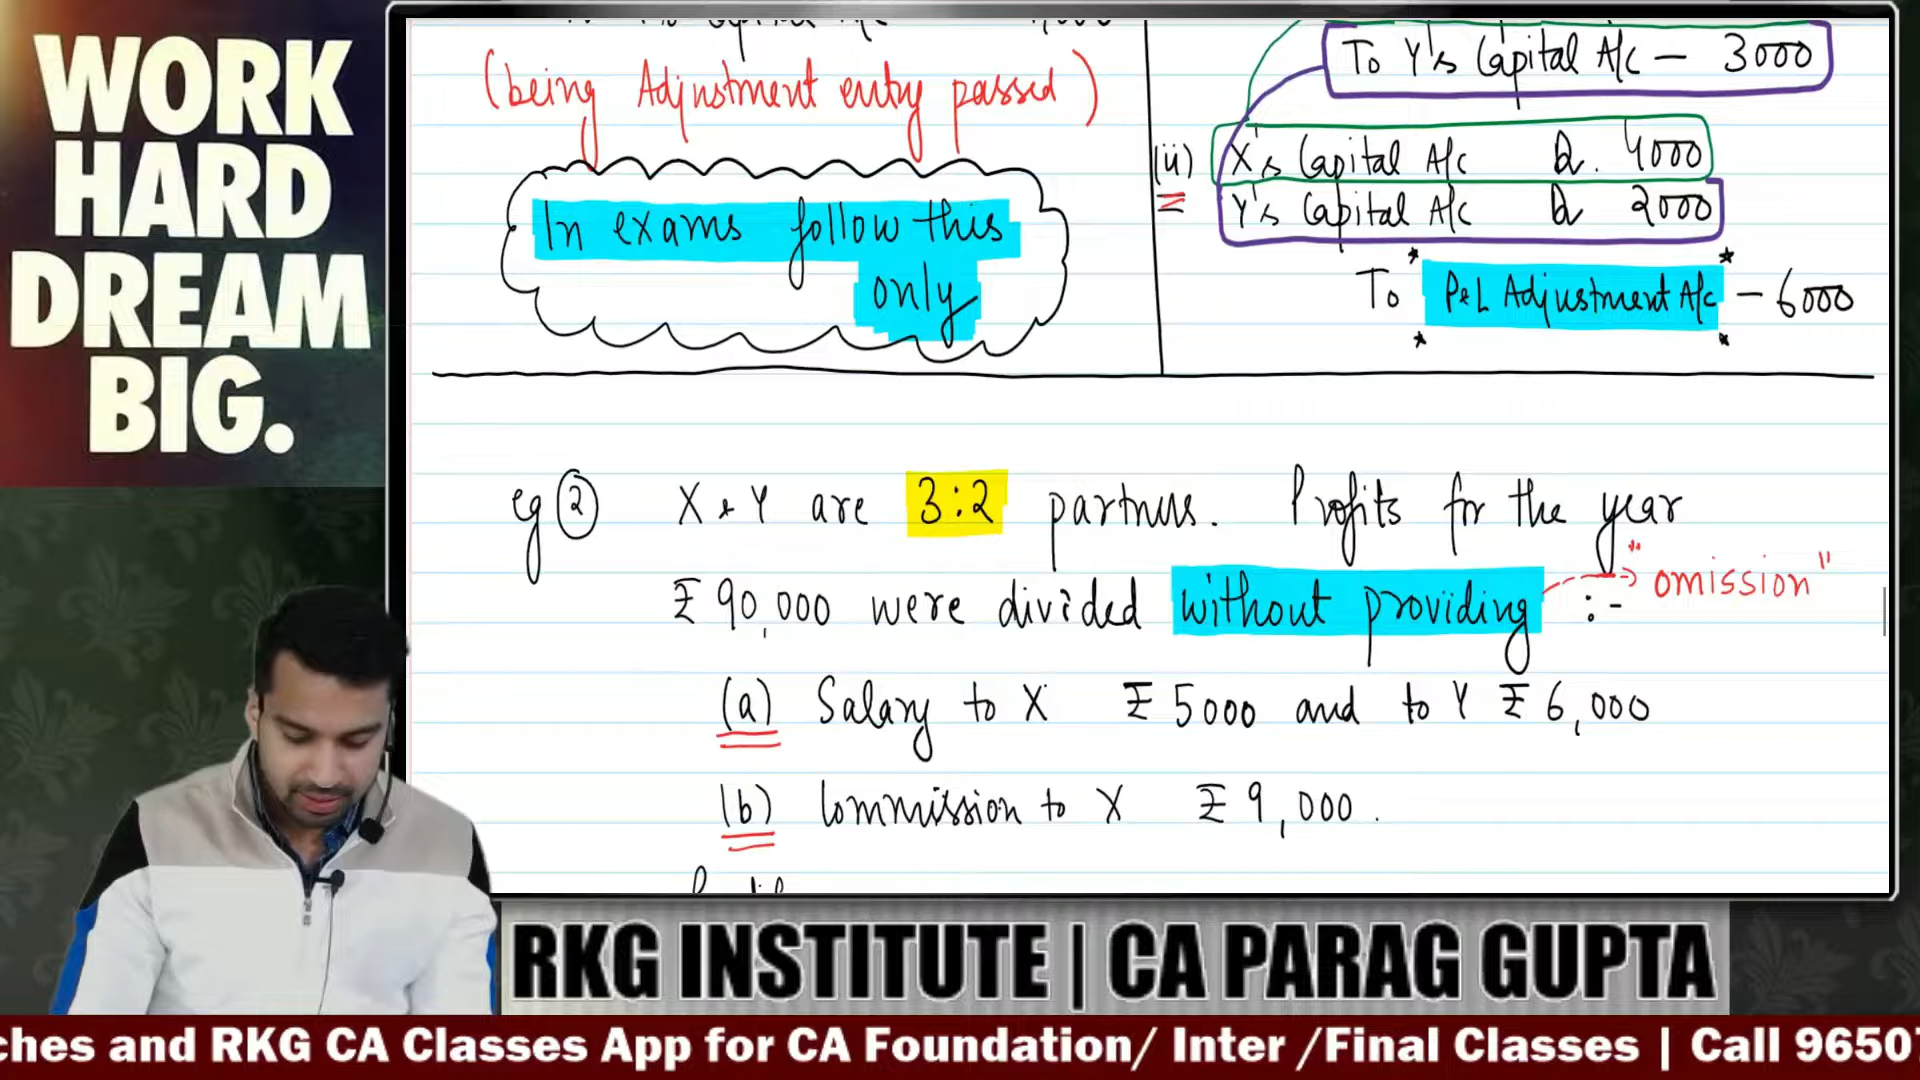 WORK
HARD
DREAM
BIG.
(being Adjustment entry passed)
In exams follow this
only
To Y's Capital A/c – 3000
(ii) X's Capital A/c Dr. 4000
Y's Capital A/c Dr 2000
To P&L Adjustment A/c – 6000
eg ② X & Y are 3:2 partners. Profits for the year
₹ 90,000 were divided without providing :- "omission"
(a) Salary to X ₹ 5000 and to Y ₹ 6,000
(b) Commission to X ₹ 9,000.
RKG INSTITUTE | CA PARAG GUPTA
ches and RKG CA Classes App for CA Foundation/ Inter /Final Classes | Call 9650